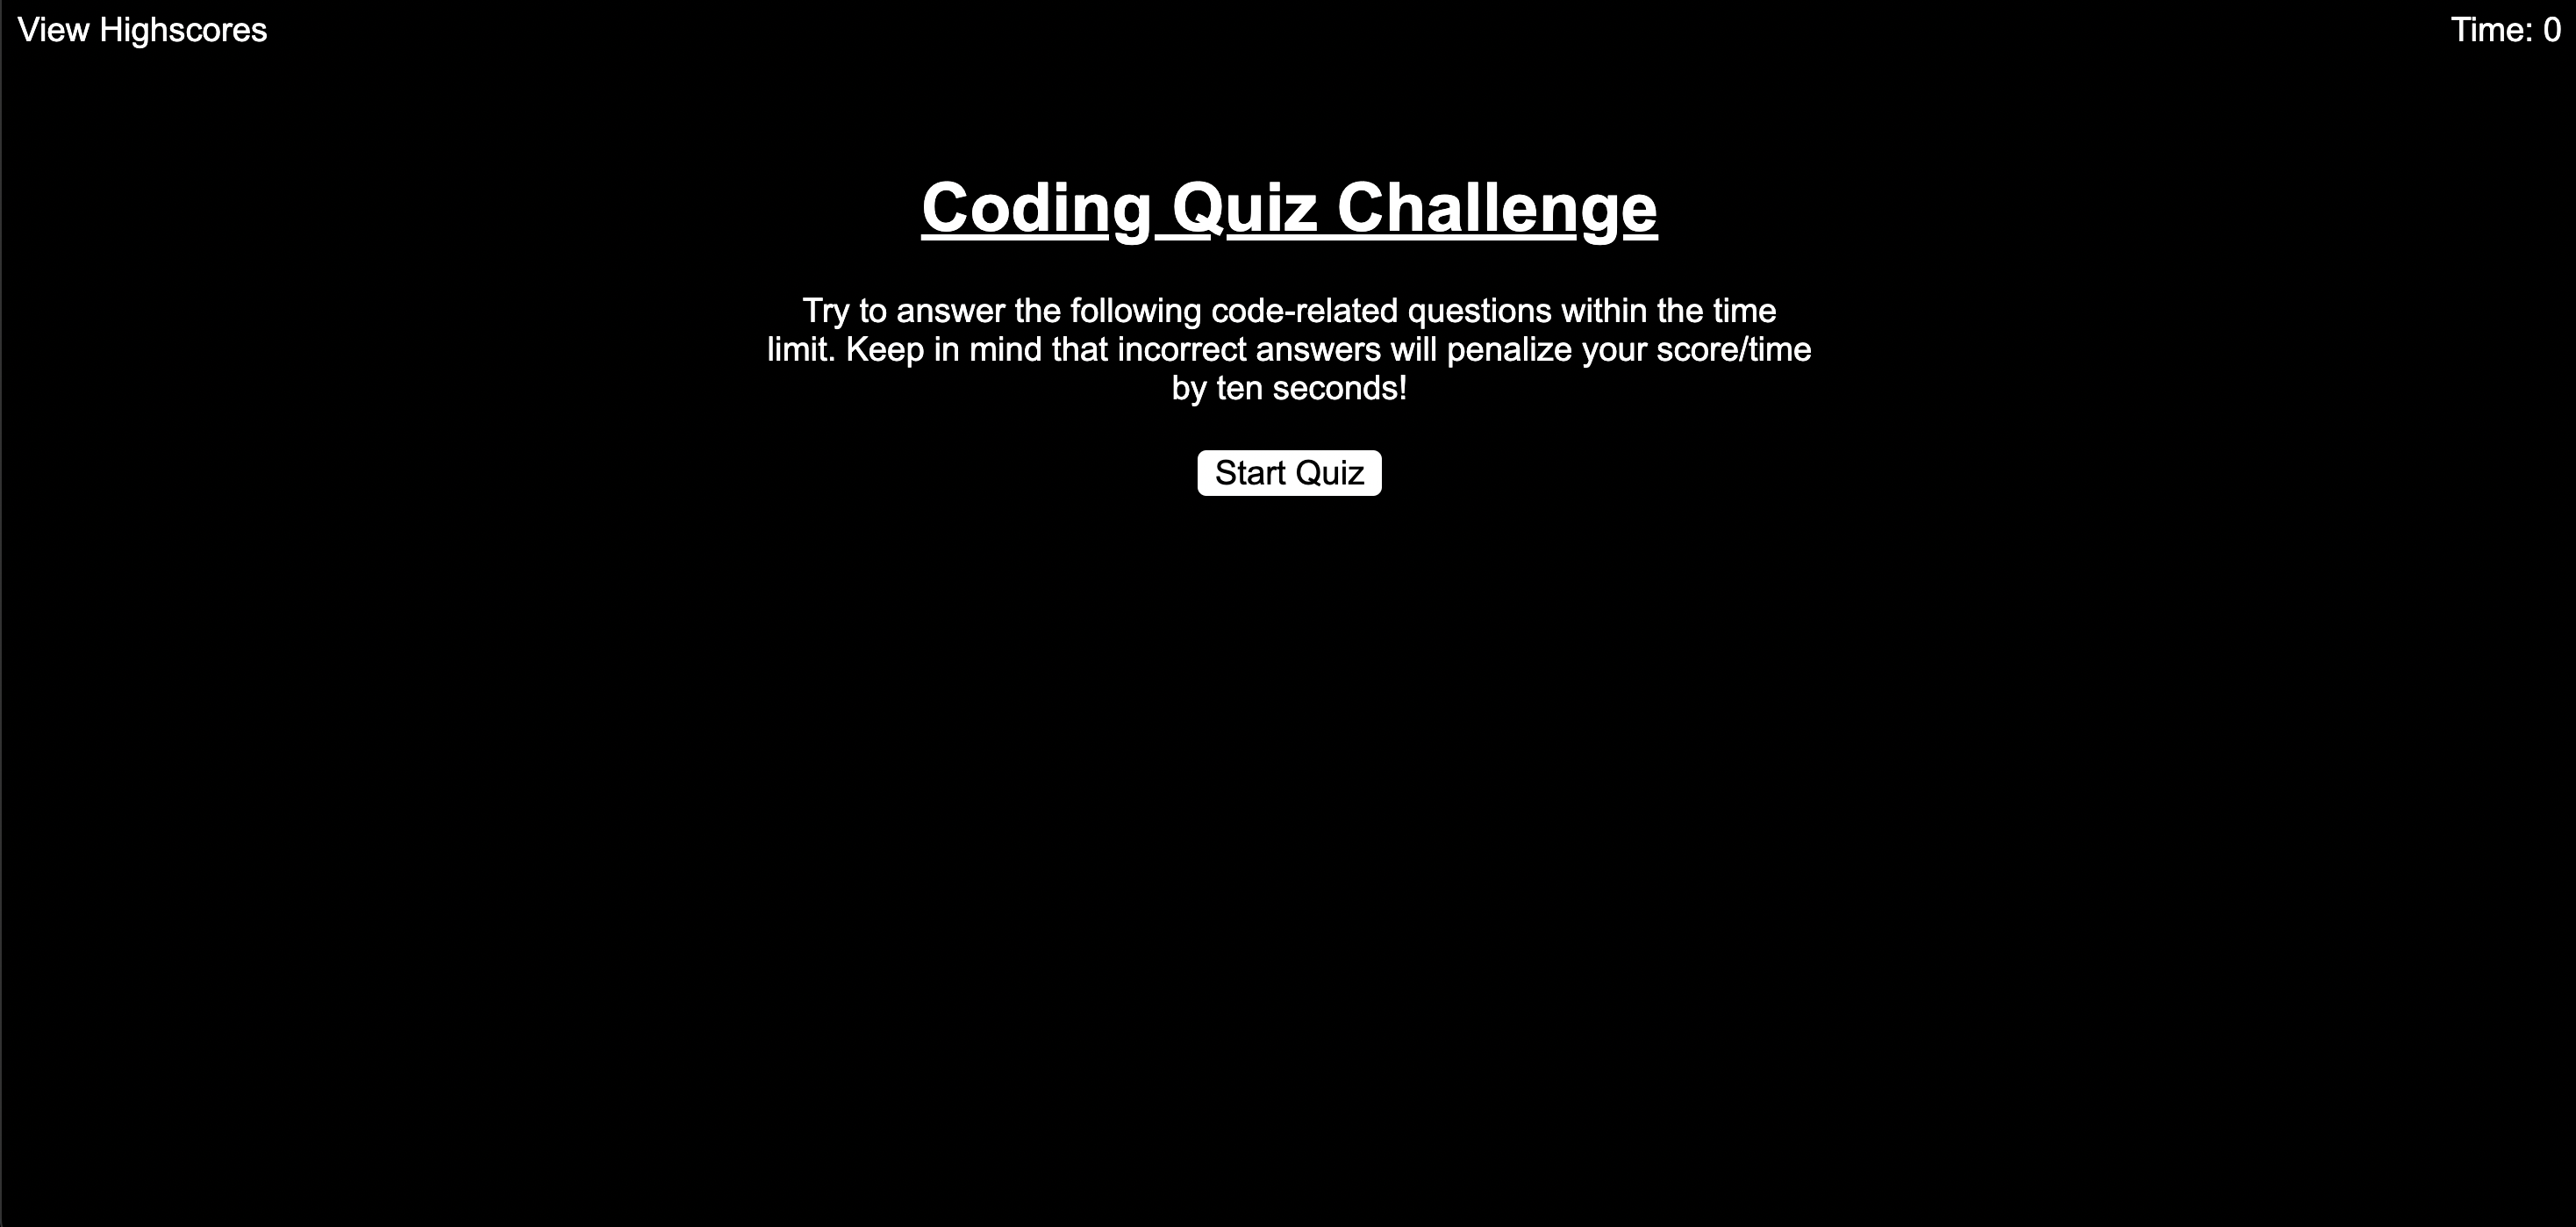 View Highscores
Time: 0
Coding Quiz Challenge
Try to answer the following code-related questions within the time
limit. Keep in mind that incorrect answers will penalize your score/time
by ten seconds!
Start Quiz